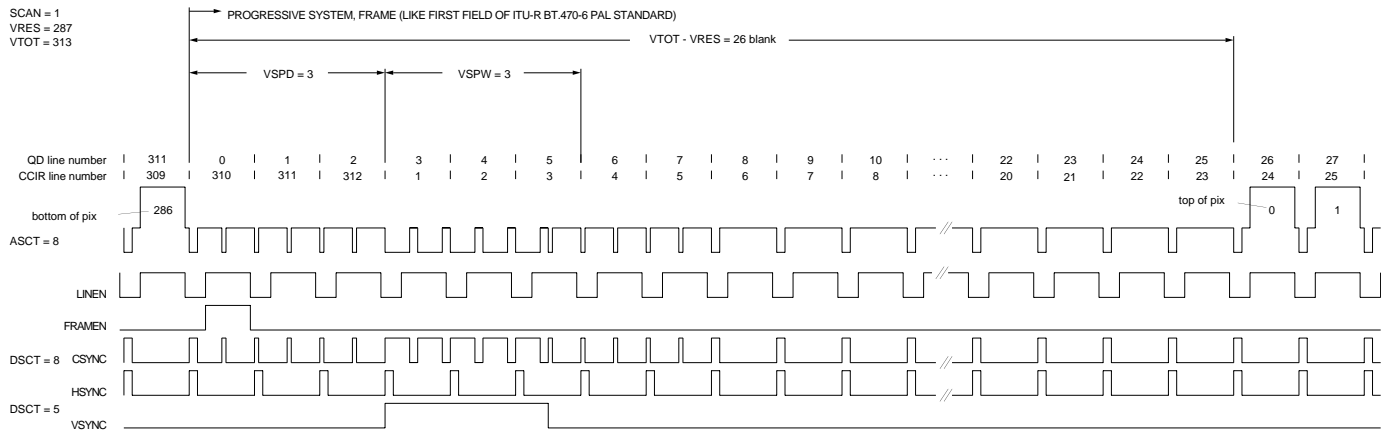 SCAN = 1
VRES = 287
VTOT = 313
PROGRESSIVE SYSTEM, FRAME (LIKE FIRST FIELD OF ITU-R BT.470-6 PAL STANDARD)
VTOT - VRES = 26 blank
VSPD = 3
VSPW = 3
QD line number 311 0 1 2 3 4 5 6 7 8 9 10 ... 22 23 24 25 26 27
CCIR line number 309 310 311 312 1 2 3 4 5 6 7 8 ... 20 21 22 23 24 25
bottom of pix 286 top of pix 0 1
ASCT = 8
LINEN
FRAMEN
DSCT = 8 CSYNC
HSYNC
DSCT = 5
VSYNC